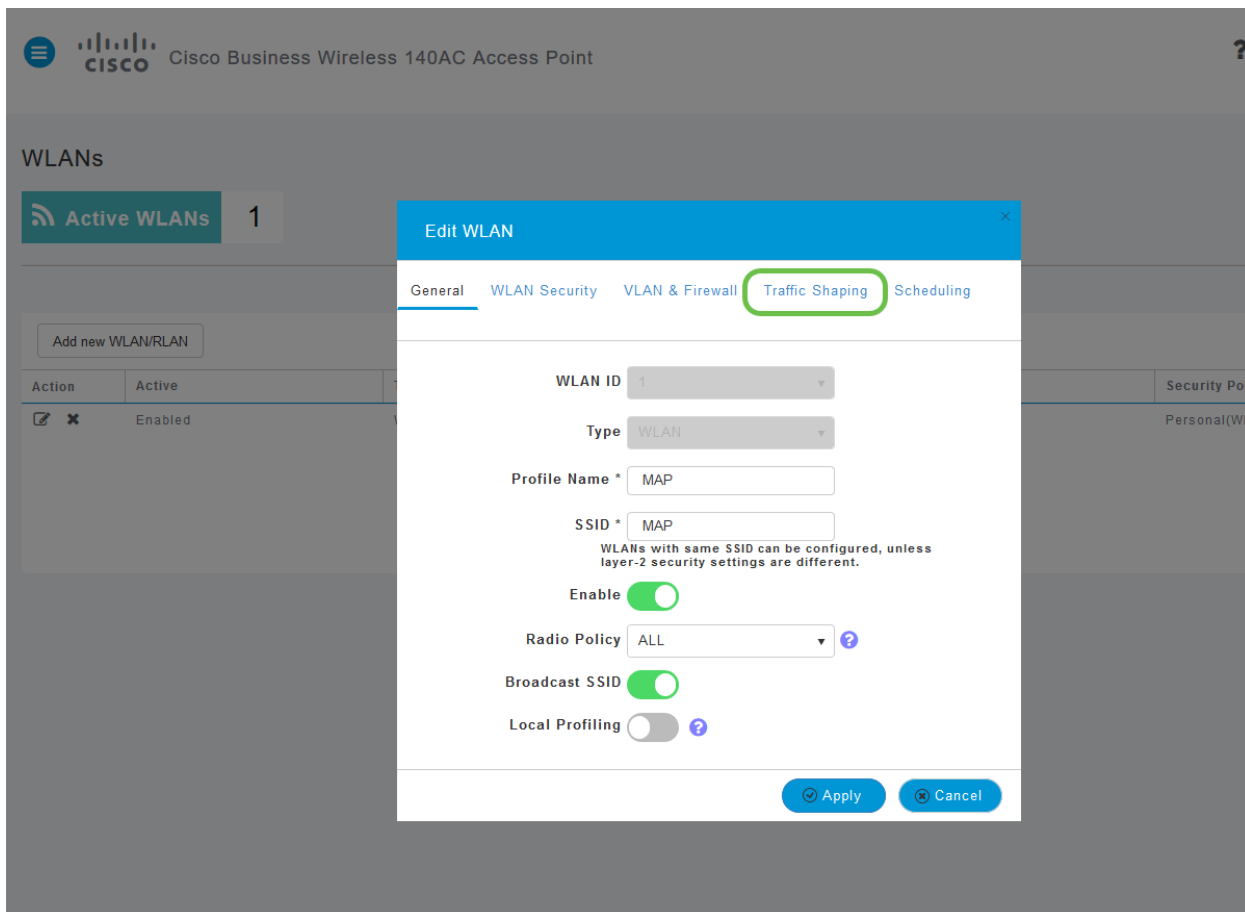 CISCO Cisco Business Wireless 140AC Access Point ?
WLANs
Active WLANs 1
Edit WLAN ×
General WLAN Security VLAN & Firewall Traffic Shaping Scheduling
Add new WLAN/RLAN
Action Active Security Po
Enabled Personal(W
WLAN ID 1
Type WLAN
Profile Name * MAP
SSID * MAP
WLANs with same SSID can be configured, unless
layer-2 security settings are different.
Enable
Radio Policy ALL ?
Broadcast SSID
Local Profiling ?
Apply Cancel